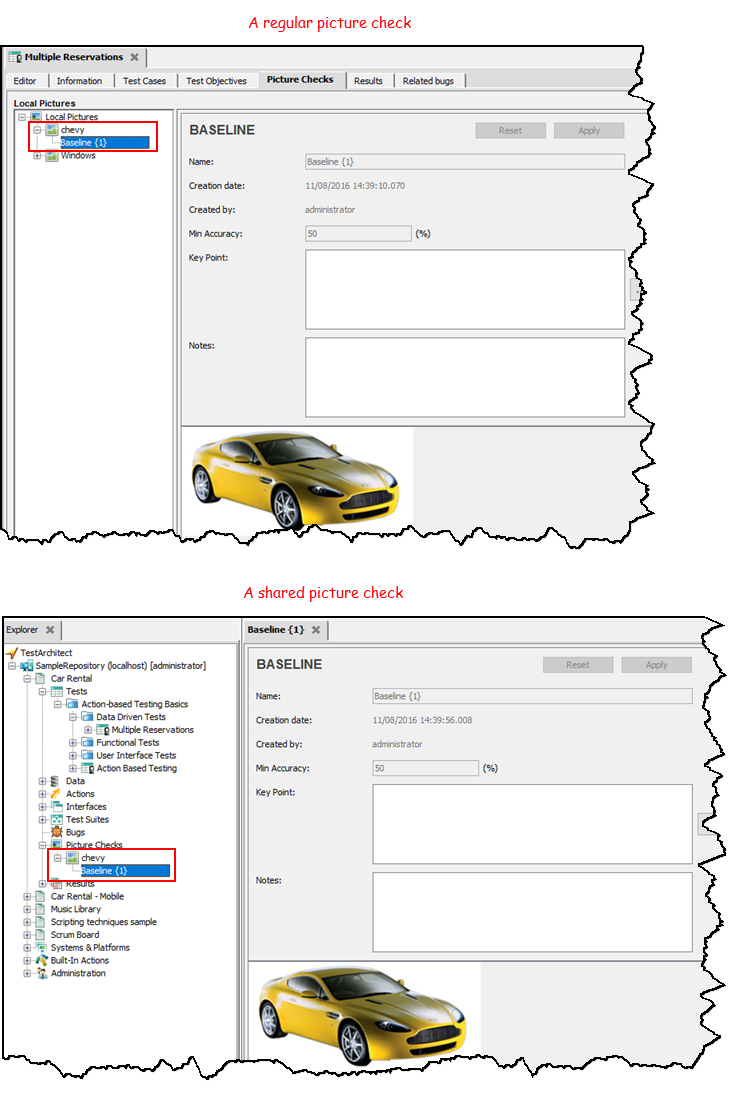 A regular picture check
Multiple Reservations
Editor Information Test Cases Test Objectives Picture Checks Results Related bugs
Local Pictures
Local Pictures
chevy
Baseline {1}
Windows
BASELINE Reset Apply
Name: Baseline {1}
Creation date: 11/08/2016 14:39:10.070
Created by: administrator
Min Accuracy: 50 (%)
Key Point:
Notes:
A shared picture check
Explorer
TestArchitect
SampleRepository (localhost) [administrator]
Car Rental
Tests
Action-based Testing Basics
Data Driven Tests
Multiple Reservations
Functional Tests
User Interface Tests
Action Based Testing
Data
Actions
Interfaces
Test Suites
Bugs
Picture Checks
chevy
Baseline {1}
Results
Car Rental - Mobile
Music Library
Scripting techniques sample
Scrum Board
Systems & Platforms
Built-In Actions
Administration
Baseline {1}
BASELINE Reset Apply
Name: Baseline {1}
Creation date: 11/08/2016 14:39:56.008
Created by: administrator
Min Accuracy: 50 (%)
Key Point:
Notes: